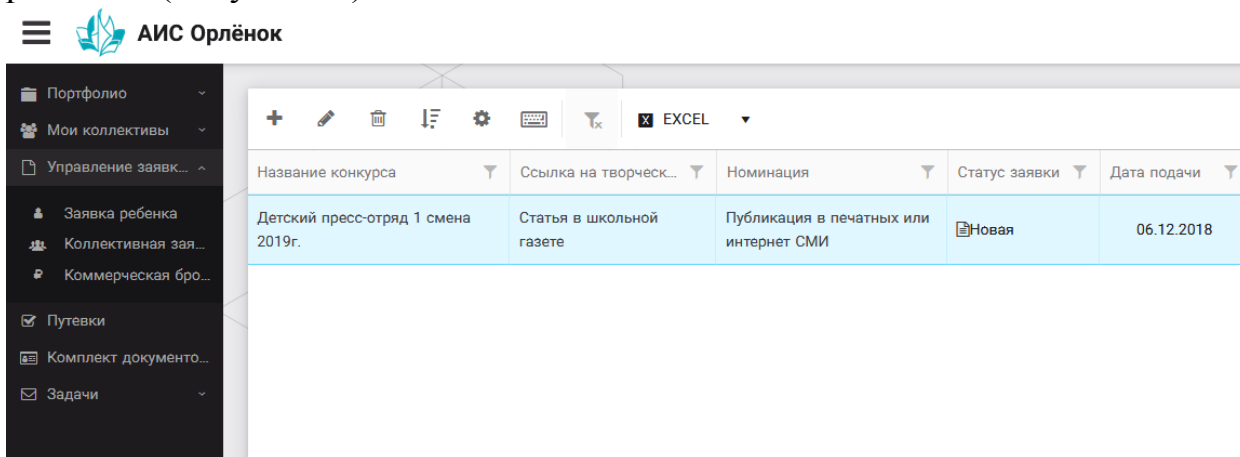 АИС Орлёнок
Портфолио
Мои коллективы
Управление заявк...
Заявка ребенка
Коллективная зая...
Коммерческая бро...
Путевки
Комплект документо...
Задачи
X EXCEL
Название конкурса
Ссылка на творческ...
Номинация
Статус заявки
Дата подачи
Детский пресс-отряд 1 смена
2019г.
Статья в школьной
газете
Публикация в печатных или
интернет СМИ
Новая
06.12.2018